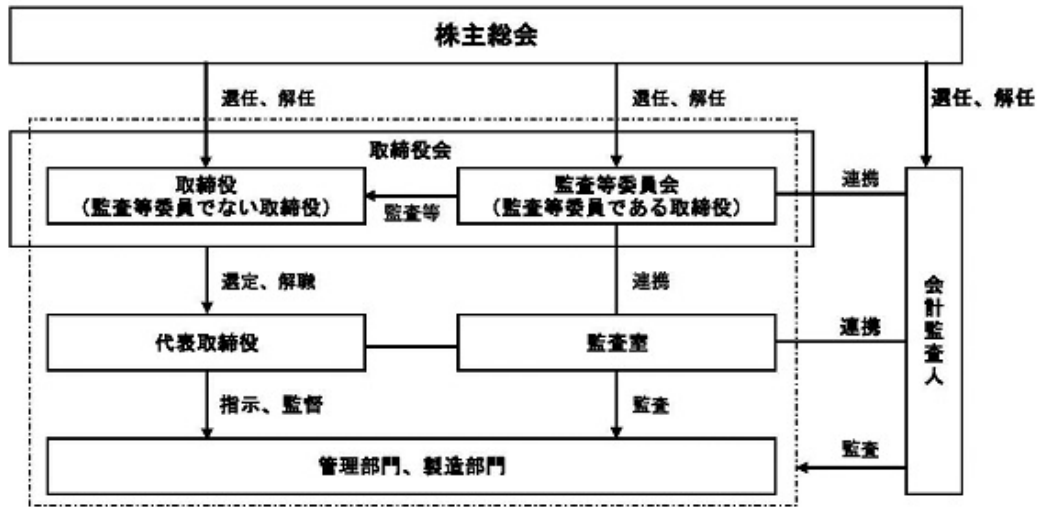 株主総会
選任、解任
選任、解任
選任、解任
取締役会
取締役
（監査等委員でない取締役）
監査等
監査等委員会
（監査等委員である取締役）
連携
選定、解職
連携
代表取締役
監査室
連携
会計監査人
指示、監督
監査
監査
管理部門、製造部門